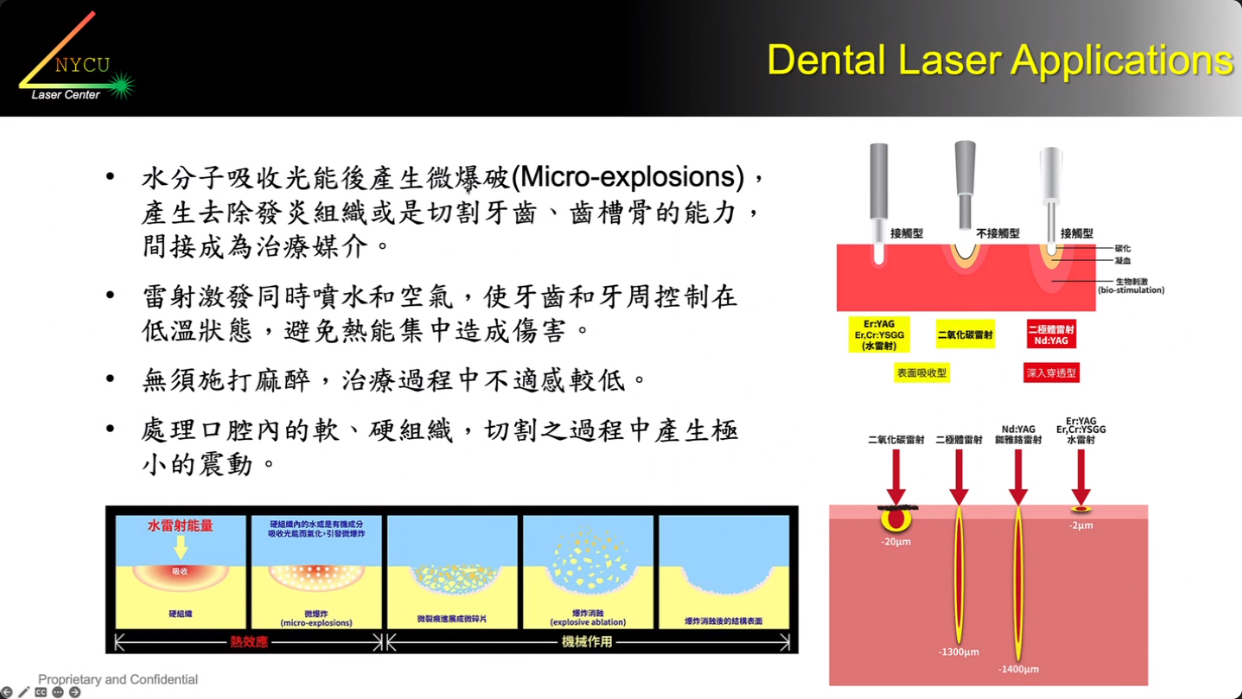 NYCU
Laser Center
Dental Laser Applications
• 水分子吸收光能後產生微爆破(Micro-explosions)，
產生去除發炎組織或是切割牙齒、齒槽骨的能力，
間接成為治療媒介。
• 雷射激發同時噴水和空氣，使牙齒和牙周控制在
低溫狀態，避免熱能集中造成傷害。
• 無須施打麻醉，治療過程中不適感較低。
• 處理口腔內的軟、硬組織，切割之過程中產生極
小的震動。
接觸型
不接觸型
接觸型
碳化
凝血
生物刺激
(bio-stimulation)
Er:YAG
Er,Cr:YSGG
(水雷射)
二氧化碳雷射
二極體雷射
Nd:YAG
表面吸收型
深入穿透型
二氧化碳雷射
二極體雷射
Nd:YAG
釹雅鉻雷射
Er:YAG
Er,Cr:YSGG
水雷射
-20μm
-1300μm
-1400μm
-2μm
水雷射能量
吸收
硬組織
硬組織內的水或是有機成分
吸收光能而氣化，引發微爆炸
微爆炸
(micro-explosions)
微裂痕進展成微碎片
爆炸消蝕
(explosive ablation)
爆炸消蝕後的結構表面
熱效應
機械作用
Proprietary and Confidential
CC